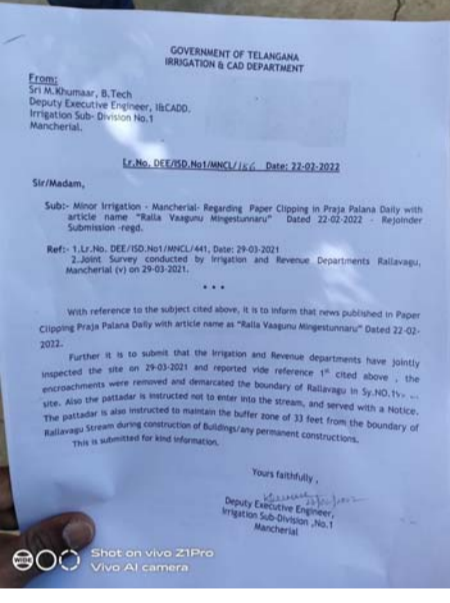 GOVERNMENT OF TELANGANA
IRRIGATION & CAD DEPARTMENT
From:
Sri M.Khumaar, B.Tech
Deputy Executive Engineer, I&CADD.
Irrigation Sub- Division No.1
Mancherial.
Lr.No. DEE/ISD.No1/MNCL/186 Date: 22-02-2022
Sir/Madam,
Sub:- Minor Irrigation - Mancherial- Regarding Paper Clipping in Praja Palana Daily with
article name "Ralla Vaagunu Mingestunnaru" Dated 22-02-2022 - Rejoinder
Submission -regd.
Ref:- 1.Lr.No. DEE/ISD.No1/MNCL/441, Date: 29-03-2021
2.Joint Survey conducted by Irrigation and Revenue Departments Rallavagu,
Mancherial (v) on 29-03-2021.
* * *
With reference to the subject cited above, it is to inform that news published in Paper
Clipping Praja Palana Daily with article name as "Ralla Vaagunu Mingestunnaru" Dated 22-02-
2022.
Further it is to submit that the Irrigation and Revenue departments have jointly
inspected the site on 29-03-2021 and reported vide reference 1st cited above , the
encroachments were removed and demarcated the boundary of Rallavagu in Sy.NO.
site. Also the pattadar is instructed not to enter into the stream, and served with a Notice.
The pattadar is also instructed to maintain the buffer zone of 33 feet from the boundary of
Rallavagu Stream during construction of Buildings/any permanent constructions.
This is submitted for kind information.
Yours faithfully ,
Deputy Executive Engineer,
Irrigation Sub-Division ,No.1
Mancherial
WIDE
Shot on vivo Z1Pro
Vivo AI camera